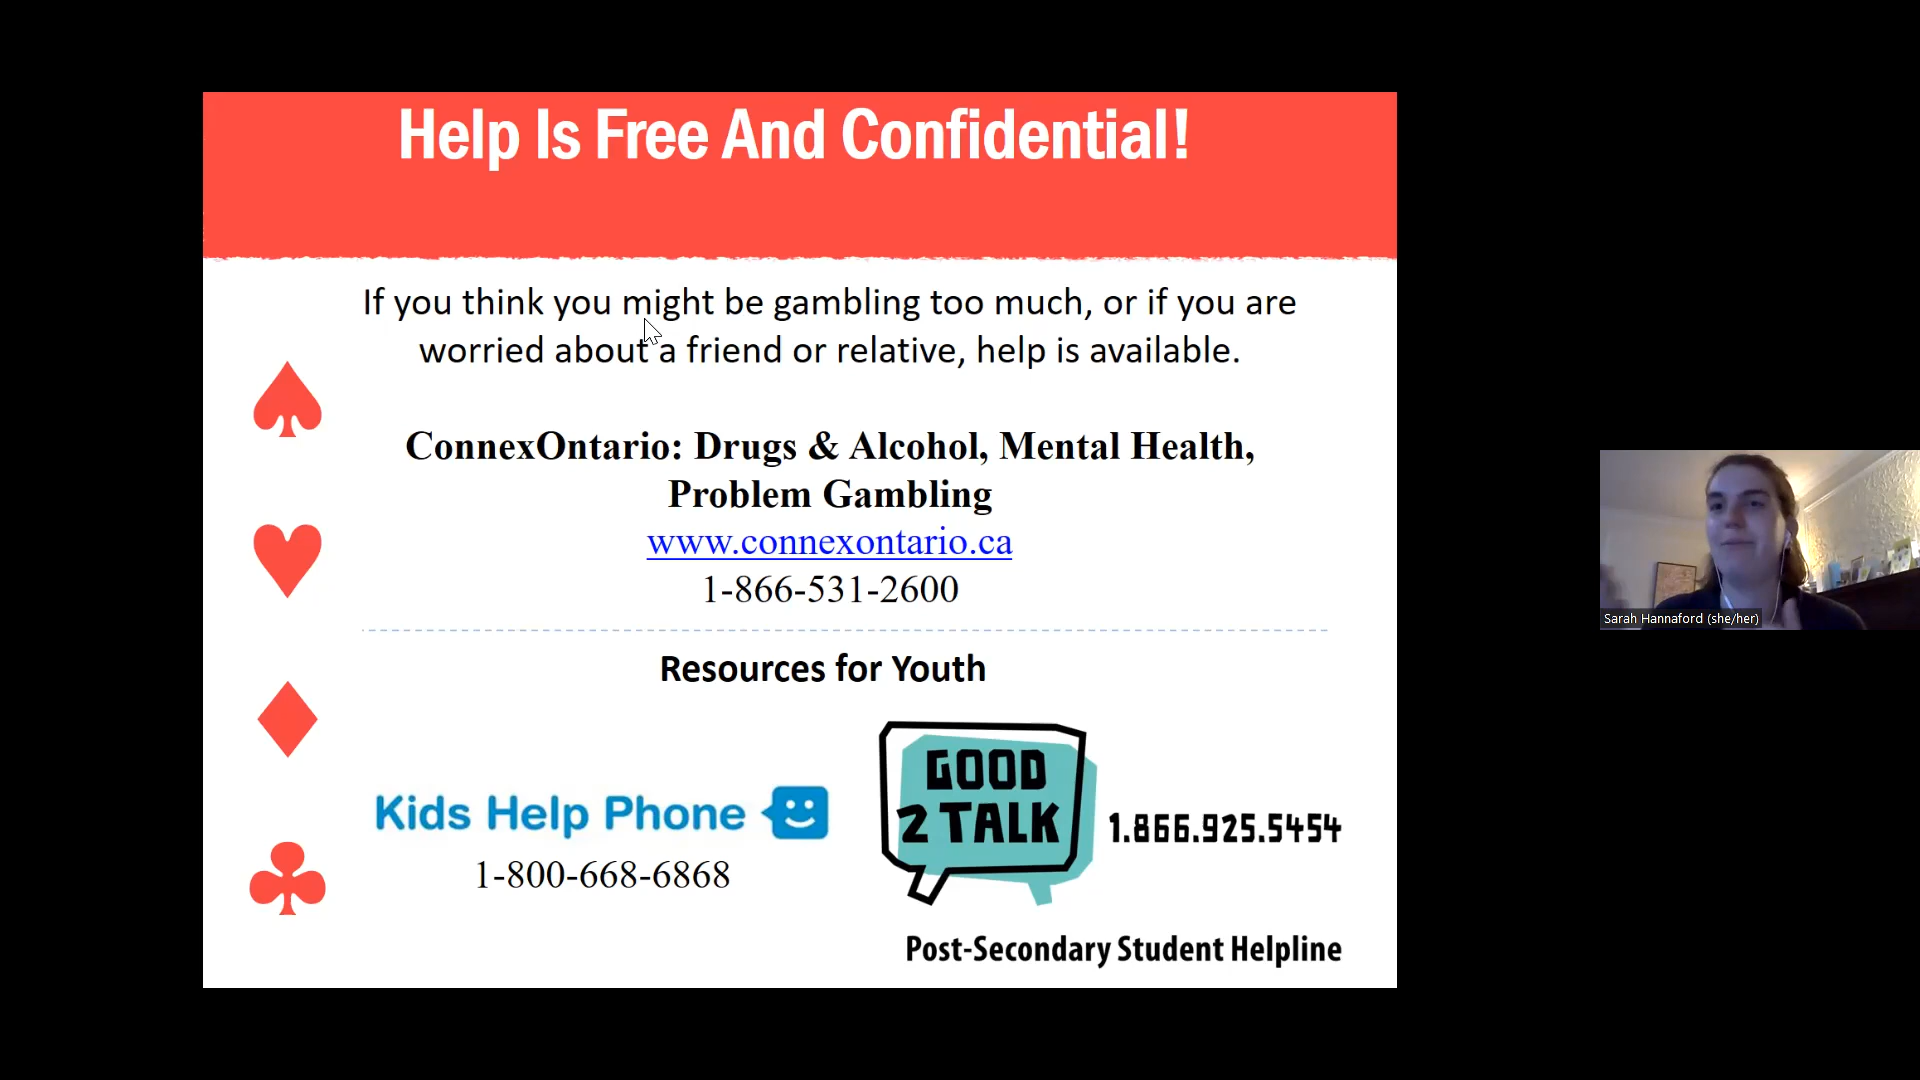 Help Is Free And Confidential!
If you think you might be gambling too much, or if you are
worried about a friend or relative, help is available.
ConnexOntario: Drugs & Alcohol, Mental Health,
Problem Gambling
www.connexontario.ca
1-866-531-2600
Resources for Youth
Kids Help Phone
1-800-668-6868
GOOD
2 TALK
1.866.925.5454
Post-Secondary Student Helpline
Sarah Hannaford (she/her)